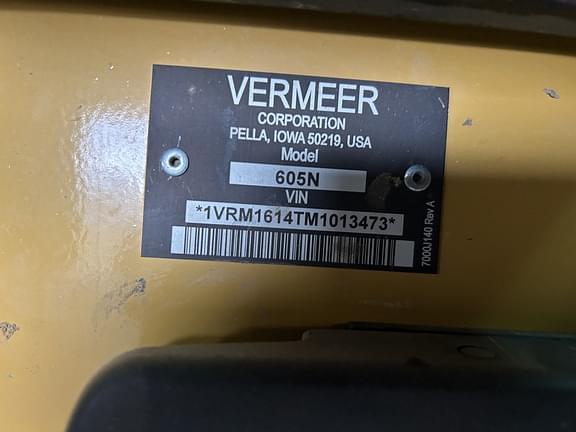 VERMEER
CORPORATION
PELLA, IOWA 50219, USA
Model
605N
VIN
*1VRM1614TM1013473*
7000J140 Rev A